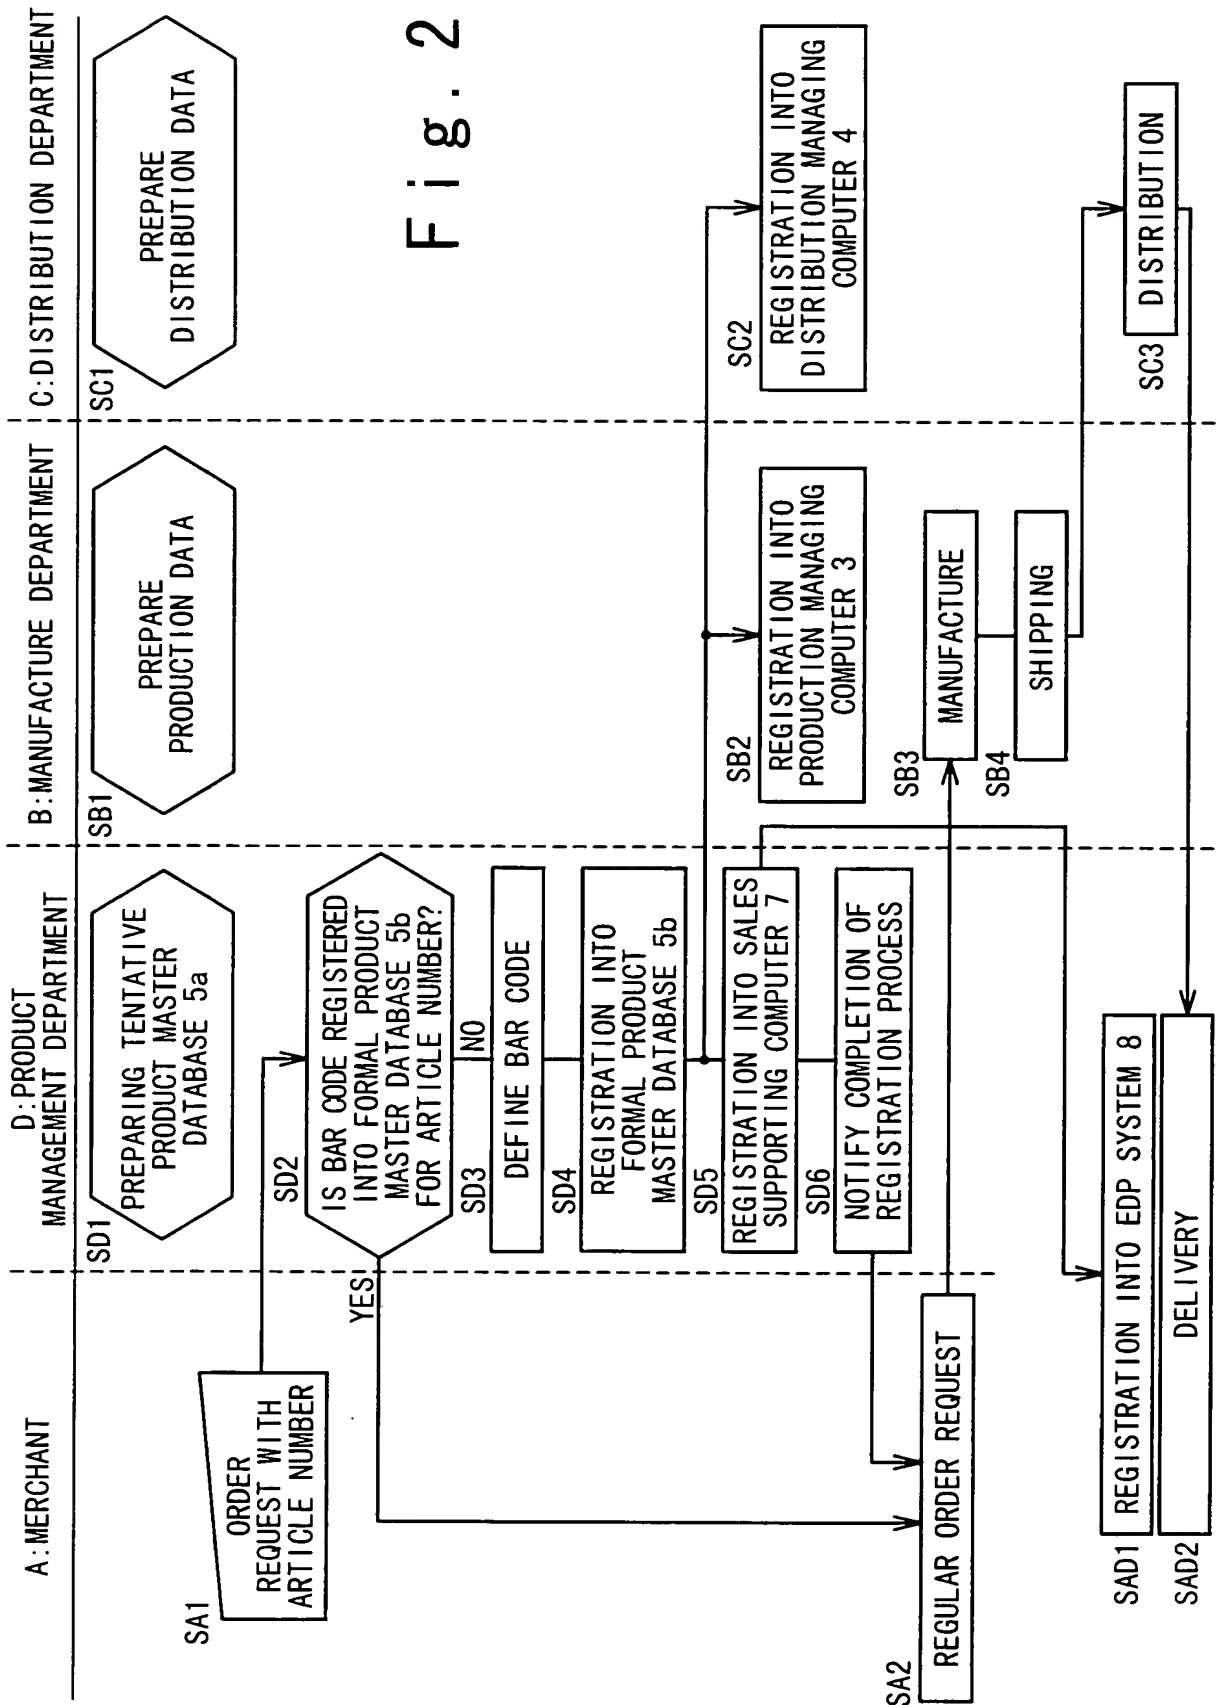 A:MERCHANT
D:PRODUCT
MANAGEMENT DEPARTMENT
B:MANUFACTURE DEPARTMENT
C:DISTRIBUTION DEPARTMENT
SD1
PREPARING TENTATIVE
PRODUCT MASTER
DATABASE 5a
SB1
PREPARE
PRODUCTION DATA
SC1
PREPARE
DISTRIBUTION DATA
SA1
ORDER
REQUEST WITH
ARTICLE NUMBER
SD2
IS BAR CODE REGISTERED
INTO FORMAL PRODUCT
MASTER DATABASE 5b
FOR ARTICLE NUMBER?
YES
NO
SD3
DEFINE BAR CODE
SD4
REGISTRATION INTO
FORMAL PRODUCT
MASTER DATABASE 5b
SD5
REGISTRATION INTO SALES
SUPPORTING COMPUTER 7
SD6
NOTIFY COMPLETION OF
REGISTRATION PROCESS
SB2
REGISTRATION INTO
PRODUCTION MANAGING
COMPUTER 3
SC2
REGISTRATION INTO
DISTRIBUTION MANAGING
COMPUTER 4
SA2
REGULAR ORDER REQUEST
SB3
MANUFACTURE
SB4
SHIPPING
SC3
DISTRIBUTION
SAD1
REGISTRATION INTO EDP SYSTEM 8
SAD2
DELIVERY
Fig. 2